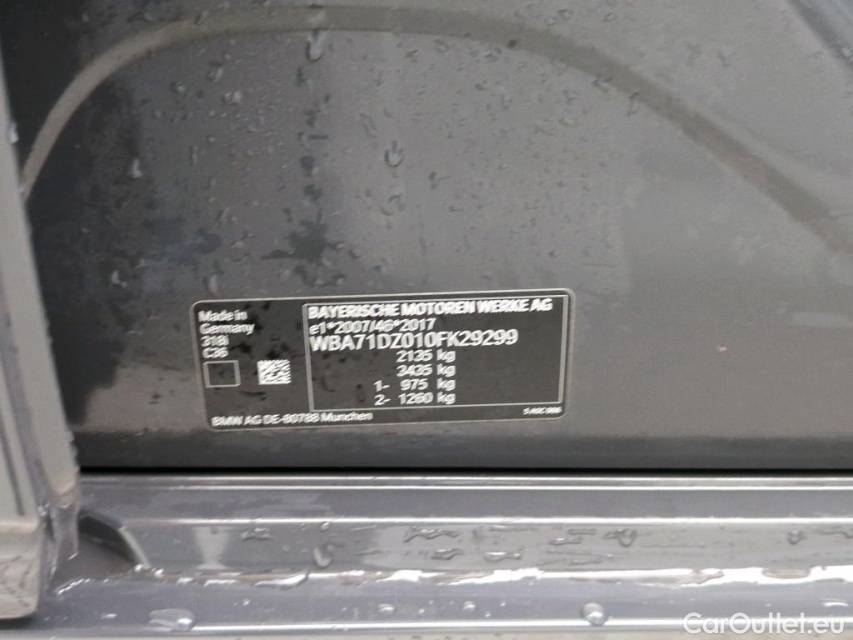 Made in
Germany
318i
C36
BAYERISCHE MOTOREN WERKE AG
e1*2007/46*2017
WBA71DZ010FK29299
2135 kg
3435 kg
1- 975 kg
2- 1260 kg
BMW AG DE-80788 München
CarOutlet.eu